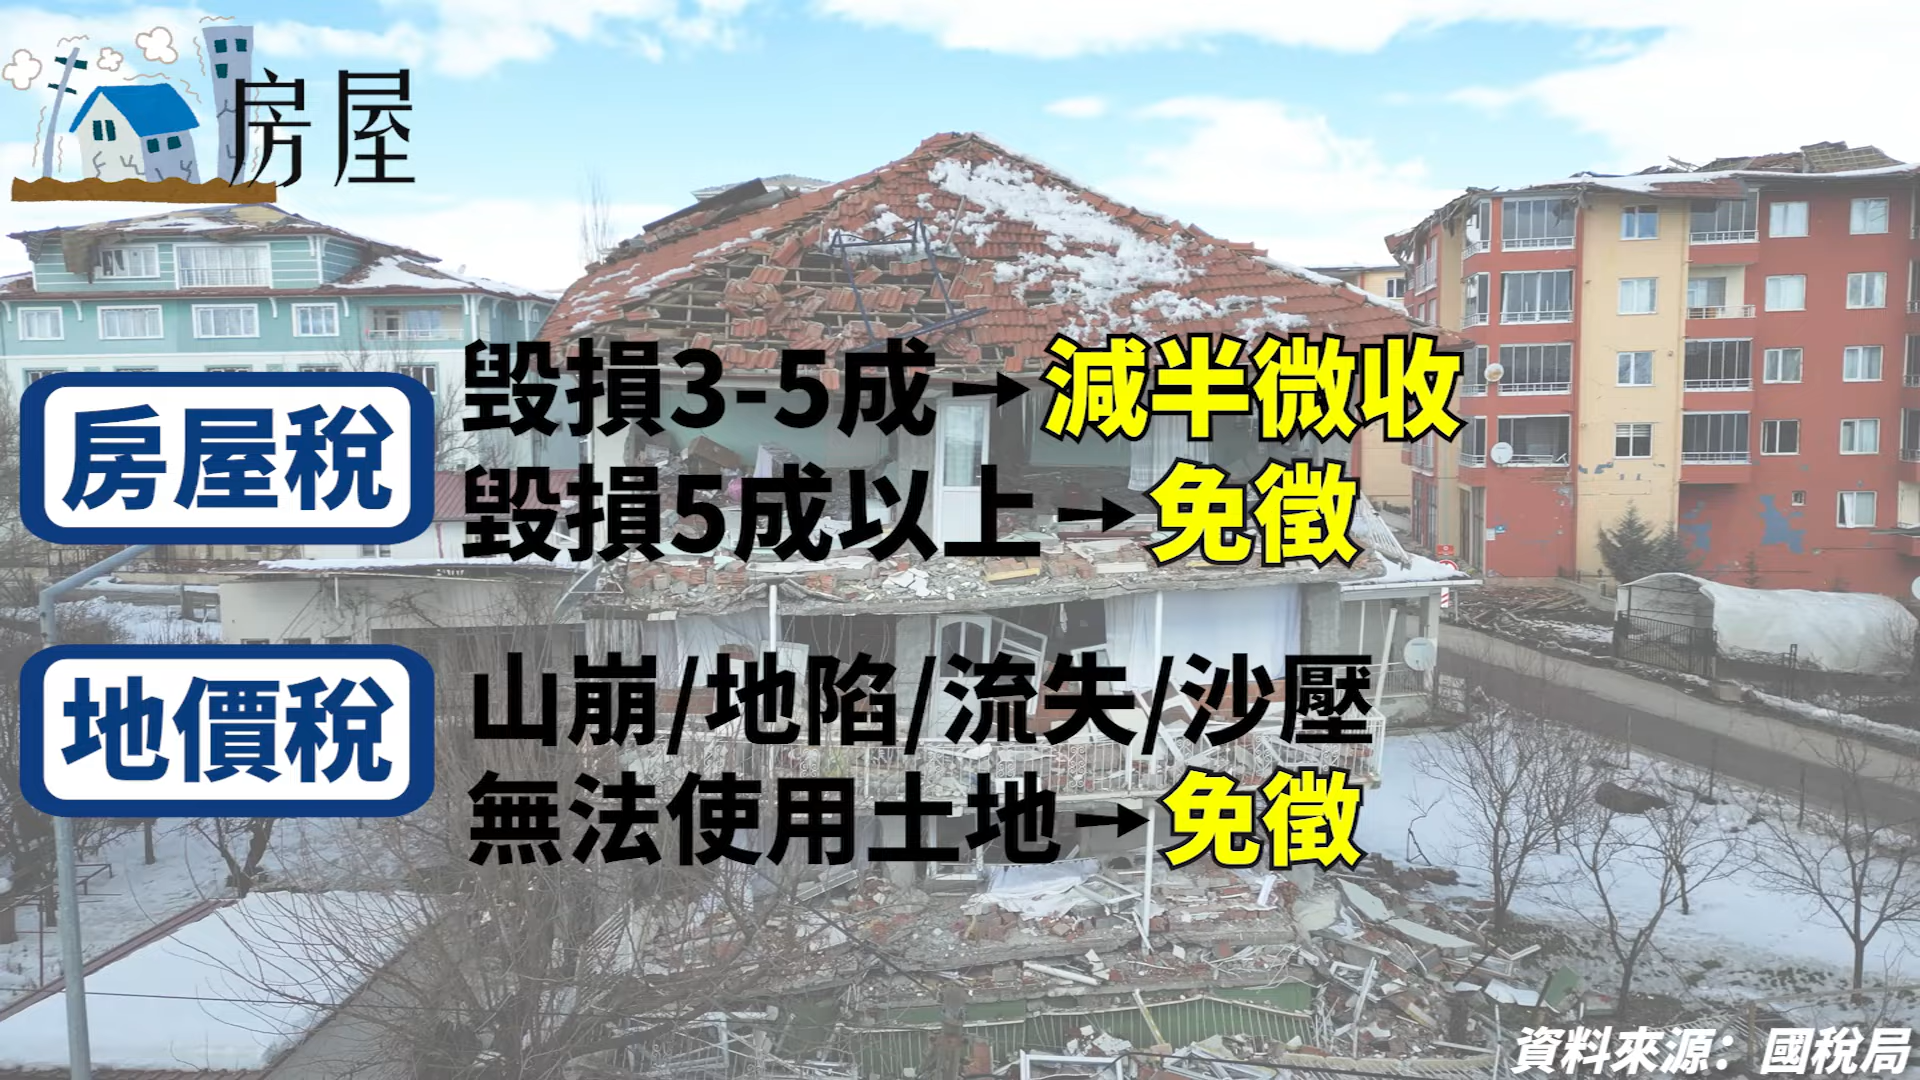 房屋
房屋稅
毀損3-5成→減半微收
毀損5成以上→免徵
地價稅
山崩/地陷/流失/沙壓
無法使用土地→免徵
資料來源：國稅局